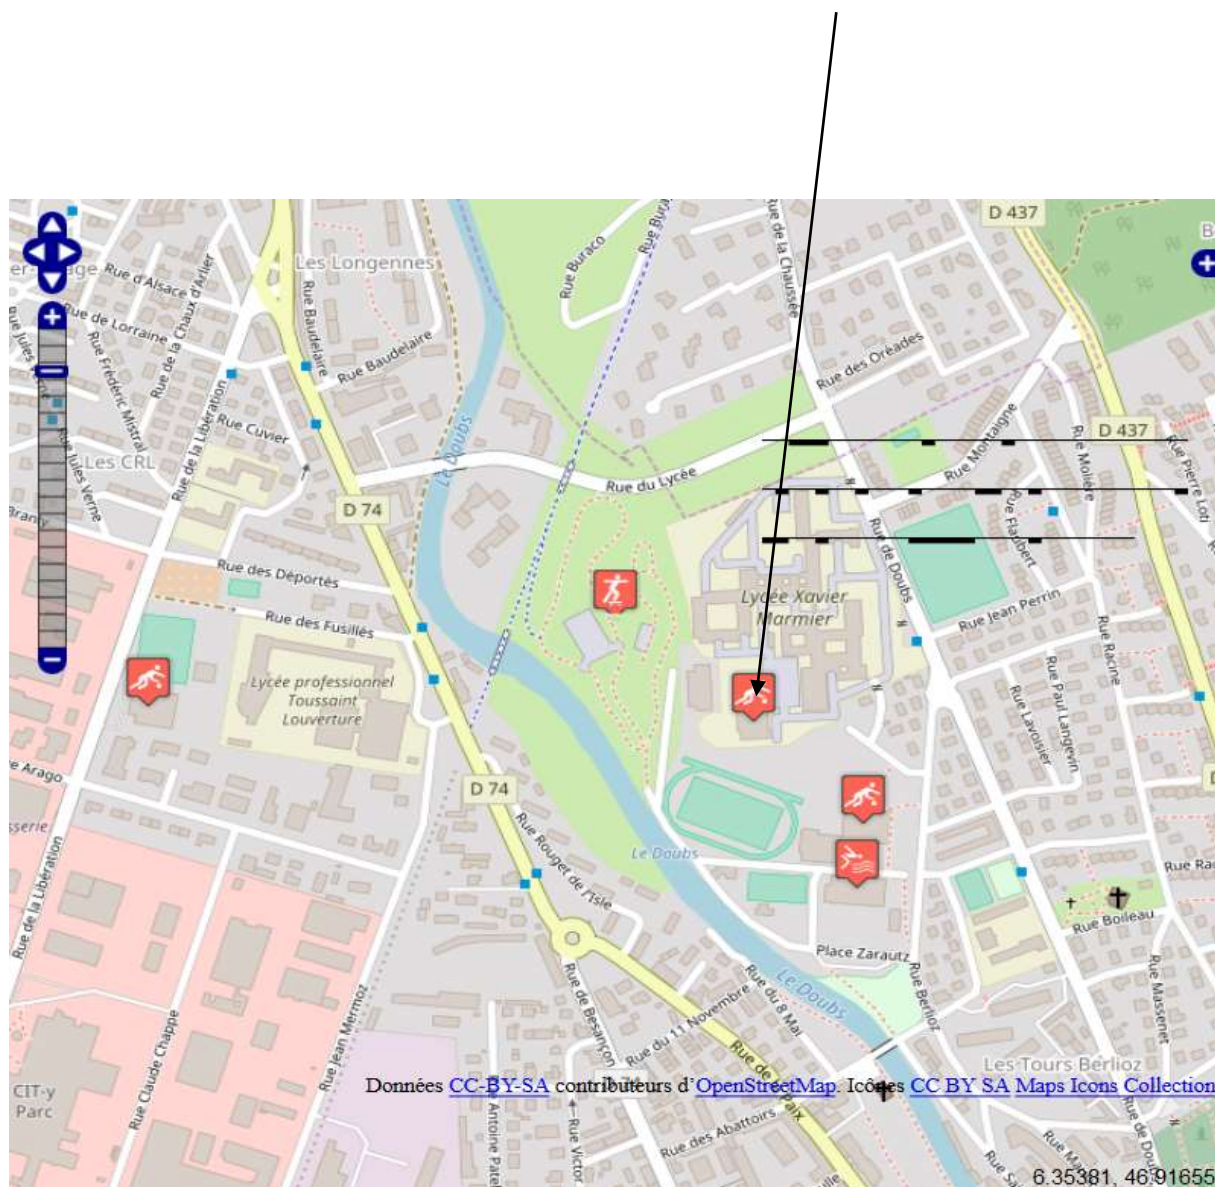 D 437
Les Longennes
Rue d'Alsace
Rue de Lorraine
Rue de la Chaux d'Arlier
Rue Frédéric Mistral
Rue Jules Verne
Rue Baudelaire
Rue Baudelaire
Rue Cuvier
Rue de la Libération
Les CRL
Rue Buraco
Rue de la Chaussée
Rue des Oréades
Le Doubs
Rue du Lycée
Rue Montaigne
Rue Molière
D 437
Rue Pierre Loti
D 74
Branly
Rue Flaubert
Rue de Doubs
Rue des Déportés
Rue des Fusillés
Lycée Xavier
Marmier
Rue Jean Perrin
Rue Racine
Lycée professionnel
Toussaint
Louverture
Rue Paul Langevin
Rue Lavoisier
Arago
D 74
Rue Rouget de l'Isle
Le Doubs
Rue de la Libération
Rue Boileau
Place Zarautz
Le Doubs
Rue Berlioz
Rue Massenet
Rue du 8 Mai
Rue du 11 Novembre
Rue de Besançon
Rue Jean Mermoz
Rue Claude Chappe
Les Tours Berlioz
CIT-y
Parc
Données CC-BY-SA contributeurs d'OpenStreetMap. Icônes CC BY SA Maps Icons Collection
Rue des Abattoirs
Rue Victor
Rue de Doubs
6.35381, 46.91655